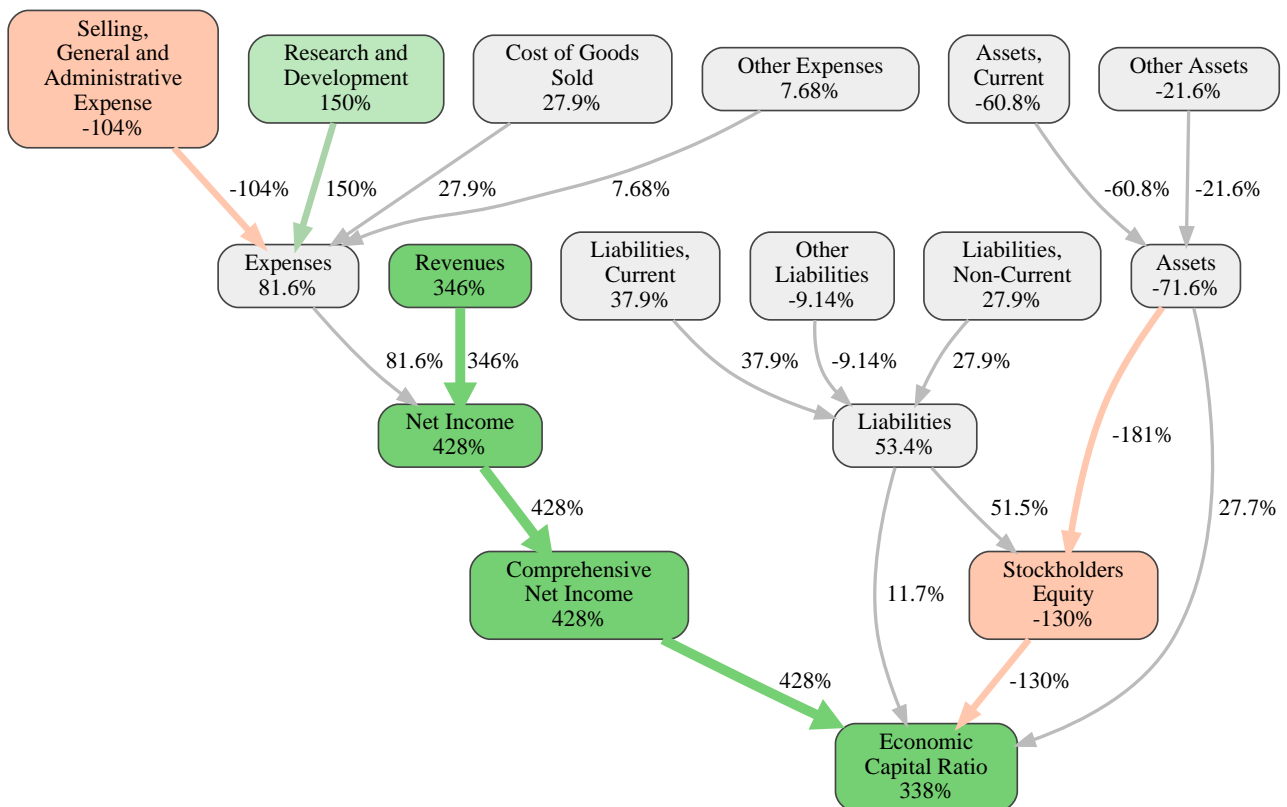 Selling,
General and
Administrative
Expense
-104%
Research and
Development
150%
Cost of Goods
Sold
27.9%
Other Expenses
7.68%
Assets,
Current
-60.8%
Other Assets
-21.6%
-104%
150%
27.9%
7.68%
-60.8%
-21.6%
Expenses
81.6%
Revenues
346%
Liabilities,
Current
37.9%
Other
Liabilities
-9.14%
Liabilities,
Non-Current
27.9%
Assets
-71.6%
81.6%
346%
37.9%
-9.14%
27.9%
Net Income
428%
Liabilities
53.4%
-181%
428%
51.5%
27.7%
Comprehensive
Net Income
428%
11.7%
Stockholders
Equity
-130%
428%
-130%
Economic
Capital Ratio
338%